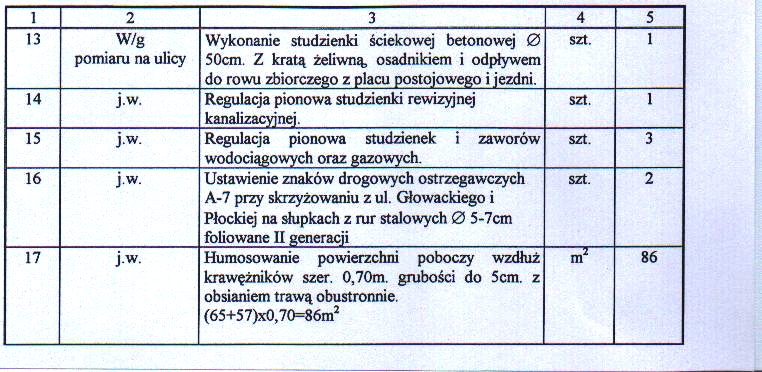 1 2 3 4 5
13 W/g pomiaru na ulicy Wykonanie studzienki ściekowej betonowej Ø szt. 1
50cm. Z kratą żeliwną, osadnikiem i odpływem
do rowu zbiorczego z placu postojowego i jezdni.
14 j.w. Regulacja pionowa studzienki rewizyjnej szt. 1
kanalizacyjnej.
15 j.w. Regulacja pionowa studzienek i zaworów szt. 3
wodociągowych oraz gazowych.
16 j.w. Ustawienie znaków drogowych ostrzegawczych szt. 2
A-7 przy skrzyżowaniu z ul. Głowackiego i
Płockiej na słupkach z rur stalowych Ø 5-7cm
foliowane II generacji
17 j.w. Humosowanie powierzchni poboczy wzdłuż m² 86
krawężników szer. 0,70m. grubości do 5cm. z
obsianiem trawą obustronnie.
(65+57)x0,70=86m²